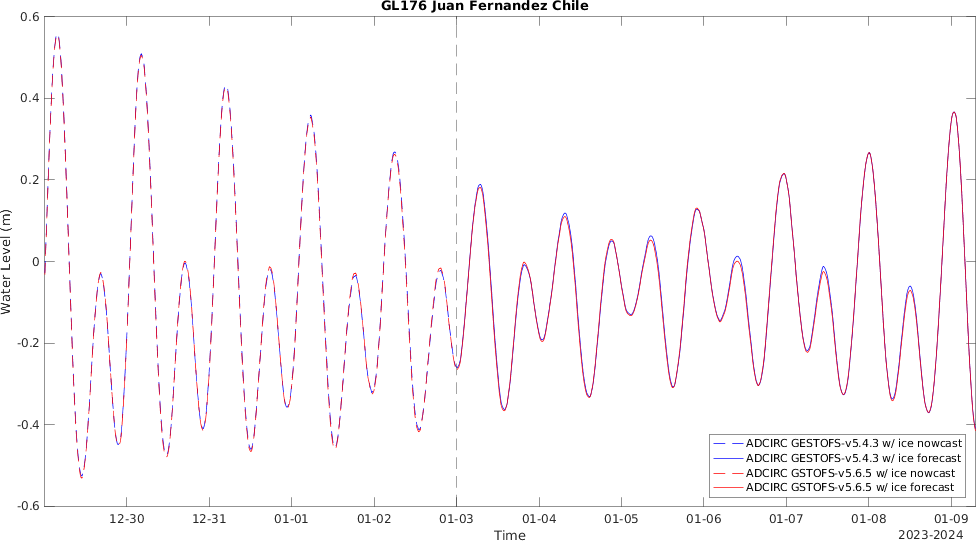 GL176 Juan Fernandez Chile
Water Level (m)
0.6
0.4
0.2
0
-0.2
-0.4
-0.6
ADCIRC GESTOFS-v5.4.3 w/ ice nowcast
ADCIRC GESTOFS-v5.4.3 w/ ice forecast
ADCIRC GSTOFS-v5.6.5 w/ ice nowcast
ADCIRC GSTOFS-v5.6.5 w/ ice forecast
12-30 12-31 01-01 01-02 01-03 01-04 01-05 01-06 01-07 01-08 01-09
Time
2023-2024